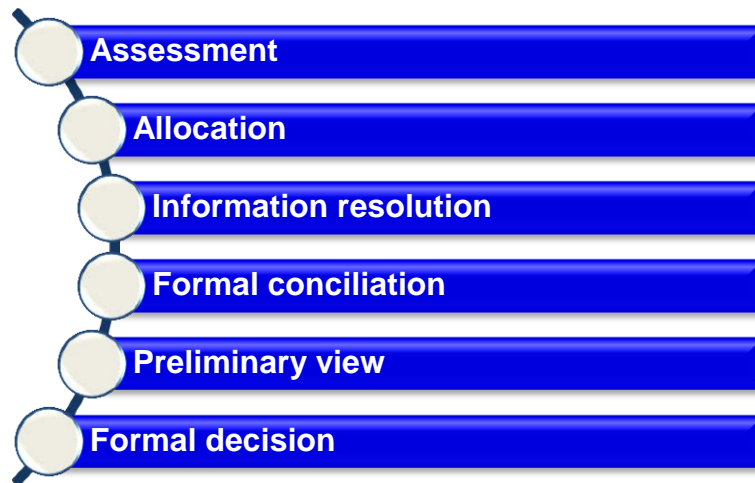 Assessment
Allocation
Information resolution
Formal conciliation
Preliminary view
Formal decision